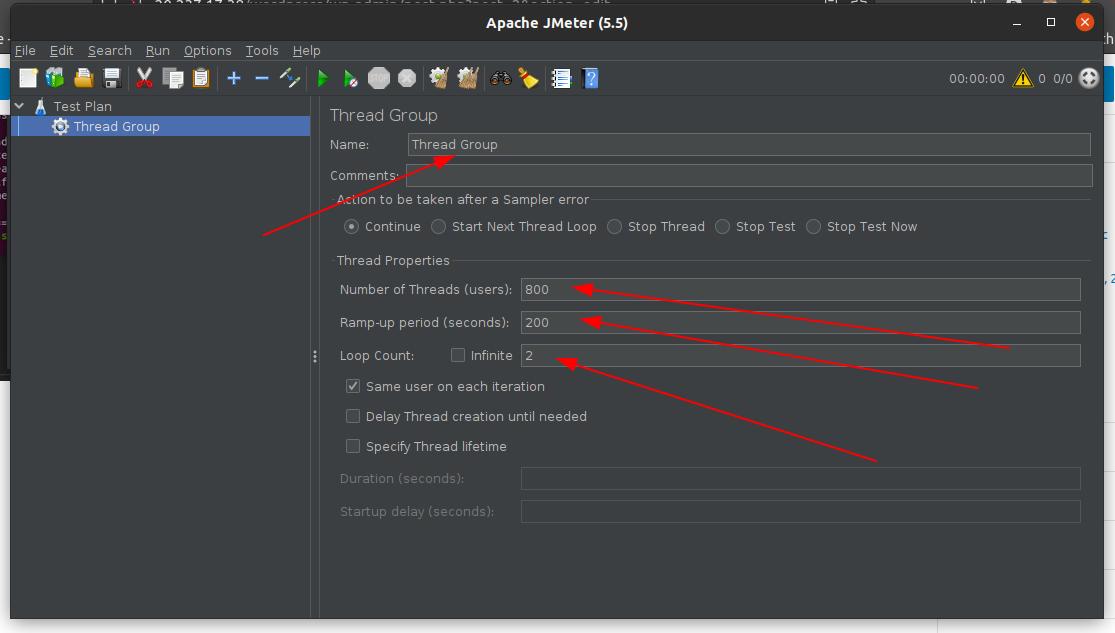 Apache JMeter (5.5)
File Edit Search Run Options Tools Help
STOP
00:00:00 0 0/0
Test Plan
Thread Group
Thread Group
Name: Thread Group
Comments:
Action to be taken after a Sampler error
Continue Start Next Thread Loop Stop Thread Stop Test Stop Test Now
Thread Properties
Number of Threads (users): 800
Ramp-up period (seconds): 200
Loop Count: Infinite 2
Same user on each iteration
Delay Thread creation until needed
Specify Thread lifetime
Duration (seconds):
Startup delay (seconds):